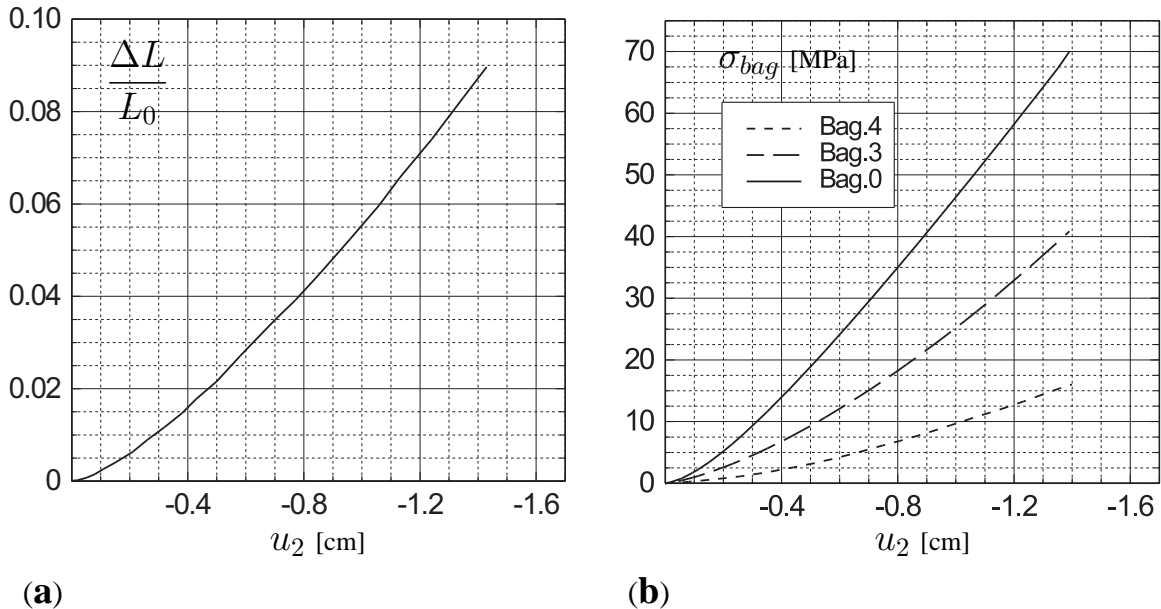 0.10
0.08
0.06
0.04
0.02
0
ΔL
L₀
-0.4 -0.8 -1.2 -1.6
u₂ [cm]
(a)
70
60
50
40
30
20
10
0
σ_bag [MPa]
Bag.4
Bag.3
Bag.0
-0.4 -0.8 -1.2 -1.6
u₂ [cm]
(b)